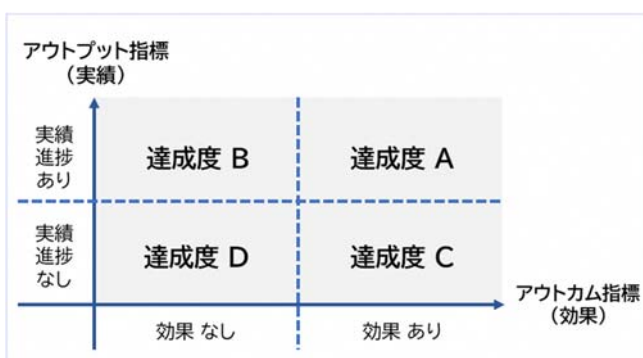 アウトプット指標
（実績）
実績
進捗
あり
達成度 B
達成度 A
実績
進捗
なし
達成度 D
達成度 C
アウトカム指標
（効果）
効果 なし
効果 あり